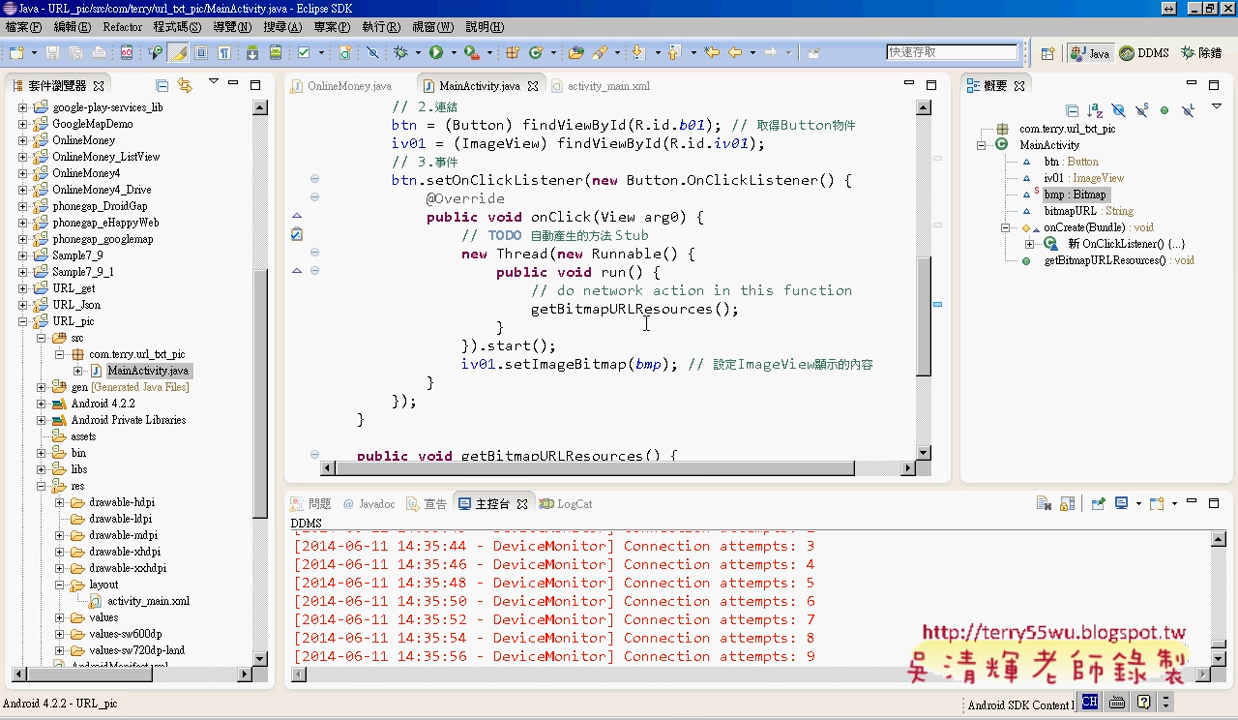 Java - URL_pic/src/com/terry/url_txt_pic/MainActivity.java - Eclipse SDK
檔案(F) 編輯(E) Refactor 程式碼(S) 導覽(N) 搜尋(A) 專案(P) 執行(R) 視窗(W) 說明(H)
快速存取 Java DDMS 除錯
套件瀏覽器
google-play-services_lib
GoogleMapDemo
OnlineMoney
OnlineMoney_ListView
OnlineMoney4
OnlineMoney4_Drive
phonegap_DroidGap
phonegap_eHappyWeb
phonegap_googlemap
Sample7_9
Sample7_9_1
URL_get
URL_Json
URL_pic
src
com.terry.url_txt_pic
MainActivity.java
gen [Generated Java Files]
Android 4.2.2
Android Private Libraries
assets
bin
libs
res
drawable-hdpi
drawable-ldpi
drawable-mdpi
drawable-xhdpi
drawable-xxhdpi
layout
activity_main.xml
values
values-sw600dp
values-sw720dp-land
AndroidManifest.xml
OnlineMoney.java MainActivity.java activity_main.xml
// 2.連結
btn = (Button) findViewById(R.id.b01); // 取得Button物件
iv01 = (ImageView) findViewById(R.id.iv01);
// 3.事件
btn.setOnClickListener(new Button.OnClickListener() {
@Override
public void onClick(View arg0) {
// TODO 自動產生的方法 Stub
new Thread(new Runnable() {
public void run() {
// do network action in this function
getBitmapURLResources();
}
}).start();
iv01.setImageBitmap(bmp); // 設定ImageView顯示的內容
}
});
}
public void getBitmapURLResources() {
概要
com.terry.url_txt_pic
MainActivity
btn : Button
iv01 : ImageView
bmp : Bitmap
bitmapURL : String
onCreate(Bundle) : void
新 OnClickListener() {...}
getBitmapURLResources() : void
問題 Javadoc 宣告 主控台 LogCat
DDMS
[2014-06-11 14:35:44 - DeviceMonitor] Connection attempts: 3
[2014-06-11 14:35:46 - DeviceMonitor] Connection attempts: 4
[2014-06-11 14:35:48 - DeviceMonitor] Connection attempts: 5
[2014-06-11 14:35:50 - DeviceMonitor] Connection attempts: 6
[2014-06-11 14:35:52 - DeviceMonitor] Connection attempts: 7
[2014-06-11 14:35:54 - DeviceMonitor] Connection attempts: 8
[2014-06-11 14:35:56 - DeviceMonitor] Connection attempts: 9
http://terry55wu.blogspot.tw
吳清輝老師錄製
Android 4.2.2 - URL_pic
Android SDK Content l
CH